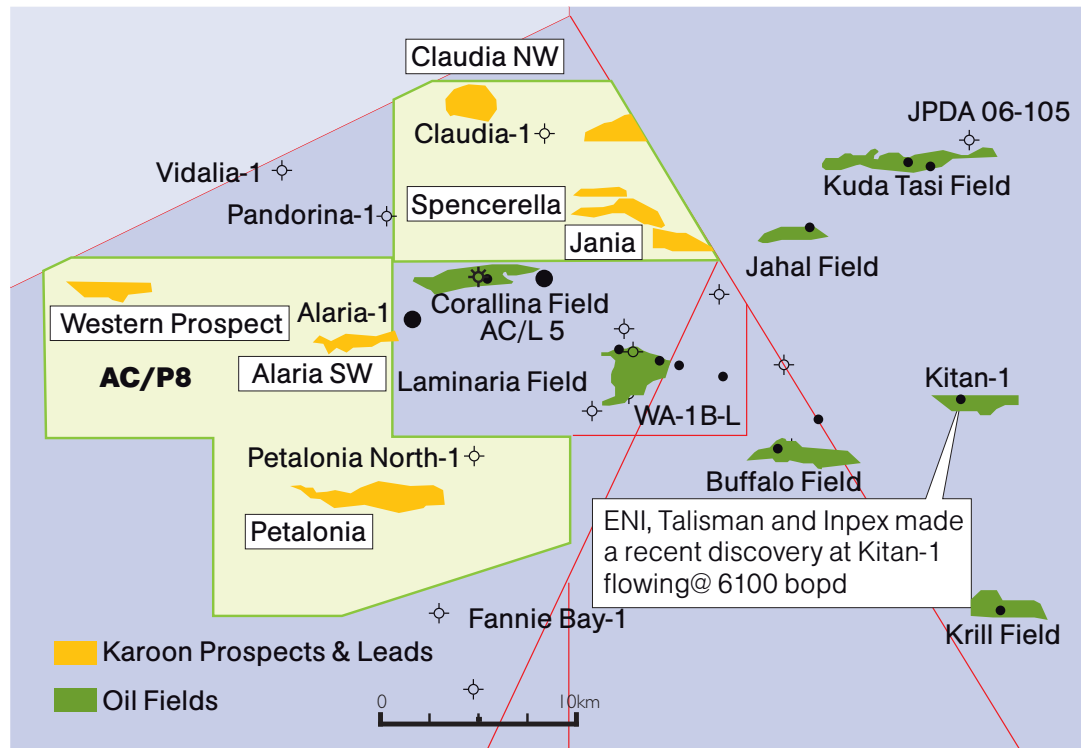 Claudia NW
JPDA 06-105
Claudia-1
Vidalia-1
Kuda Tasi Field
Pandorina-1
Spencerella
Jania
Jahal Field
Corallina Field
AC/L 5
Western Prospect
Alaria-1
AC/P8
Alaria SW
Laminaria Field
Kitan-1
WA-1B-L
Petalonia North-1
Buffalo Field
Petalonia
ENI, Talisman and Inpex made
a recent discovery at Kitan-1
flowing@ 6100 bopd
Fannie Bay-1
Krill Field
Karoon Prospects & Leads
Oil Fields
0 10km